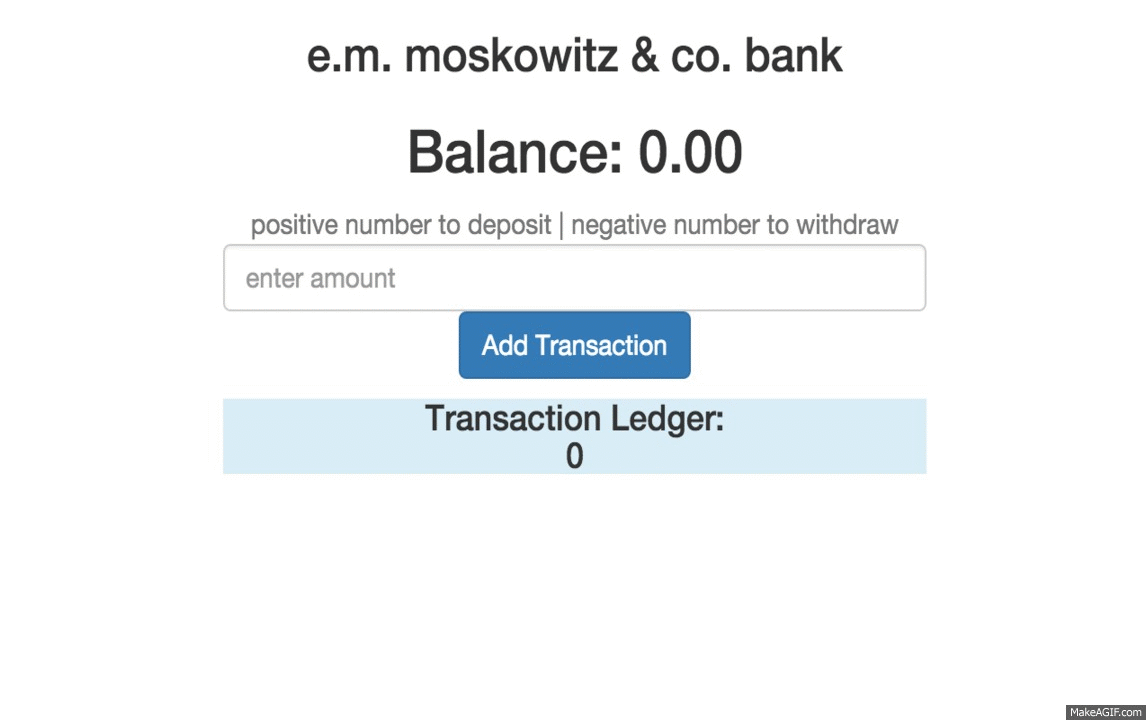 e.m. moskowitz & co. bank
Balance: 0.00
positive number to deposit | negative number to withdraw
enter amount
Add Transaction
Transaction Ledger:
0
MakeAGIF.com